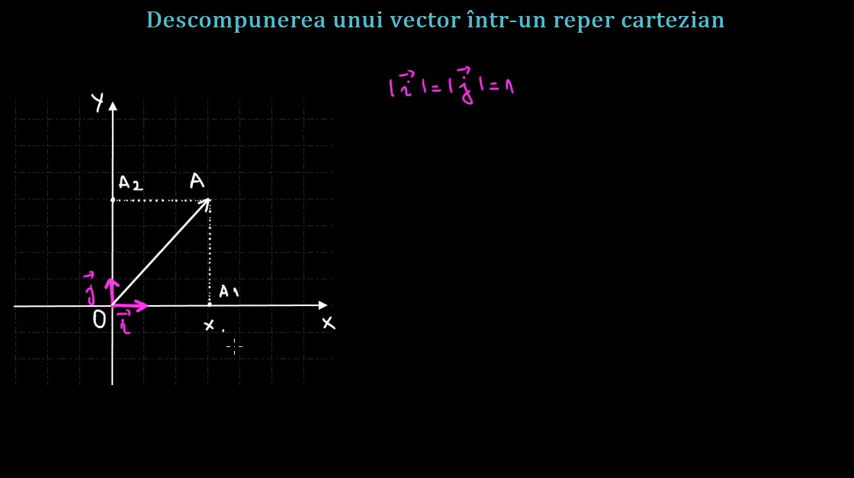 Descompunerea unui vector într-un reper cartezian
|i⃗| = |j⃗| = 1
Y
A2
A
j⃗
A1
O
i⃗
x
X